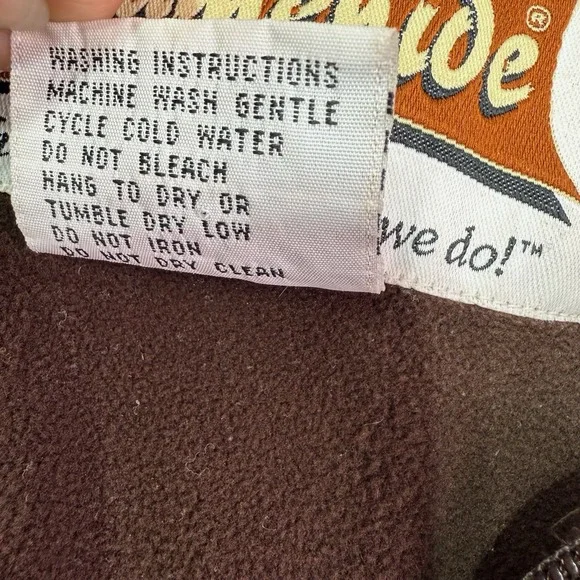 WASHING INSTRUCTIONS
MACHINE WASH GENTLE
CYCLE COLD WATER
DO NOT BLEACH
HANG TO DRY OR
TUMBLE DRY LOW
DO NOT IRON
DO NOT DRY CLEAN
®
we do!™